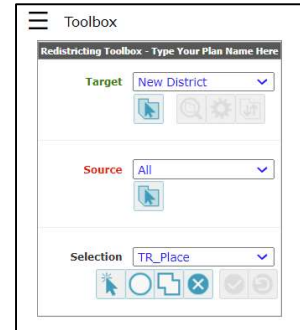 Toolbox
Redistricting Toolbox - Type Your Plan Name Here
Target New District
Source All
Selection TR_Place